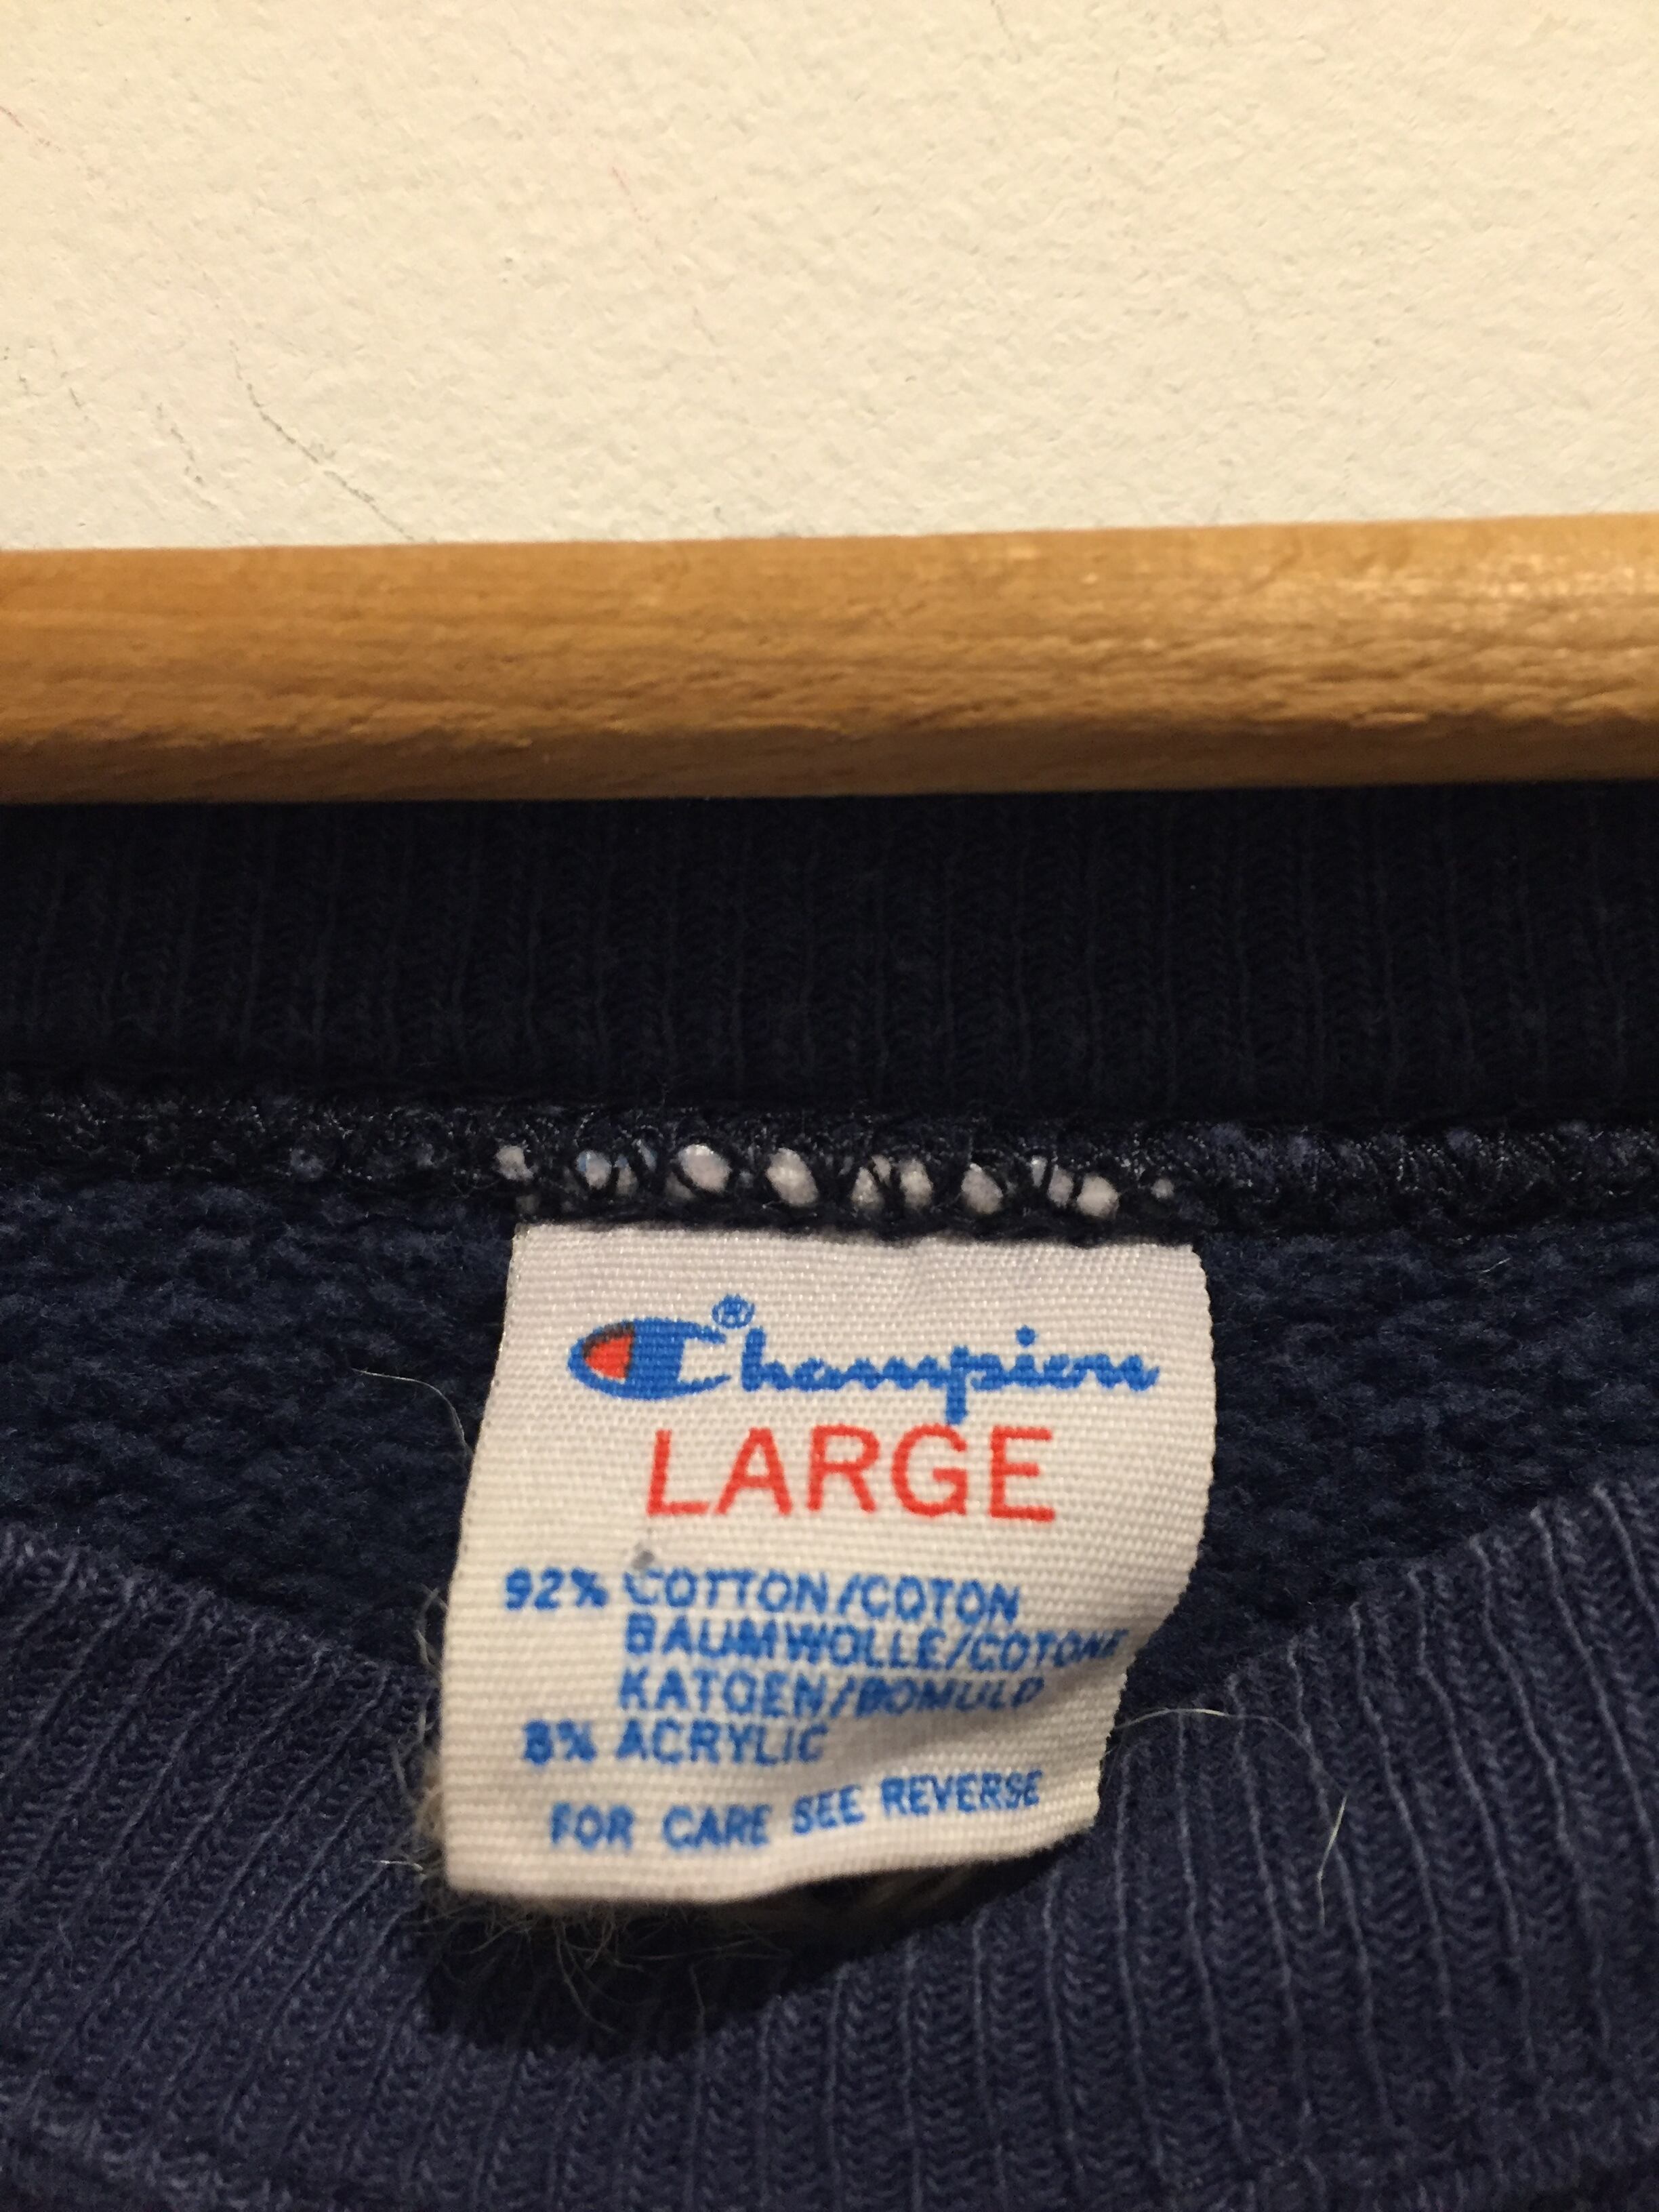 Champion®
LARGE
92% COTTON/COTON
BAUMWOLLE/COTONE
KATOEN/BOMULD
8% ACRYLIC
FOR CARE SEE REVERSE